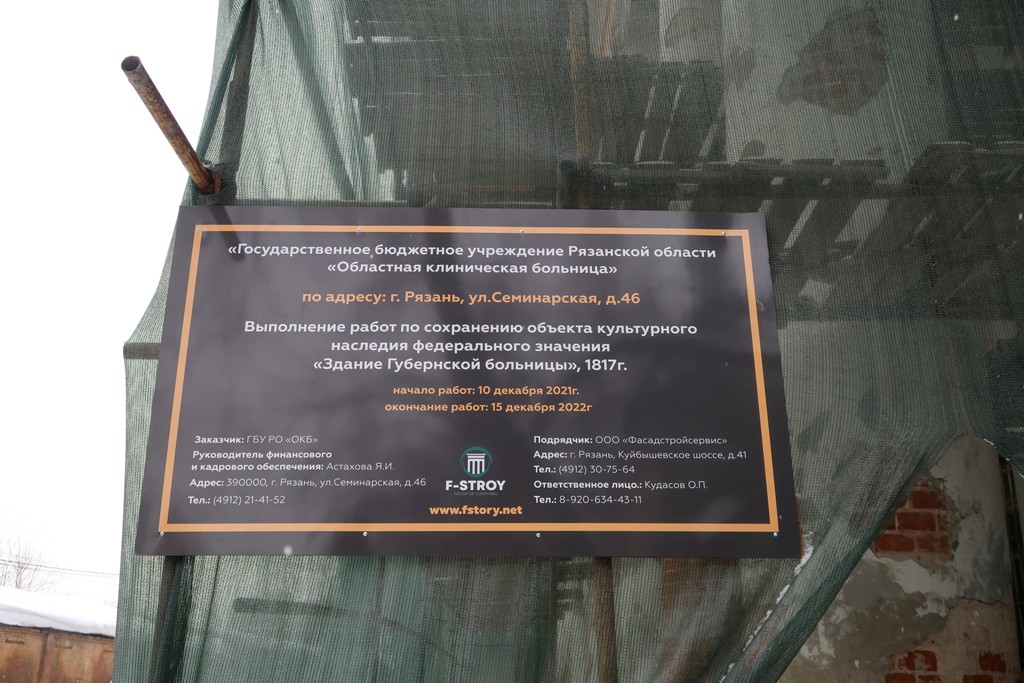 «Государственное бюджетное учреждение Рязанской области
«Областная клиническая больница»
по адресу: г. Рязань, ул.Семинарская, д.46
Выполнение работ по сохранению объекта культурного
наследия федерального значения
«Здание Губернской больницы», 1817г.
начало работ: 10 декабря 2021г.
окончание работ: 15 декабря 2022г
Заказчик: ГБУ РО «ОКБ»
Руководитель финансового
и кадрового обеспечения: Астахова Я.И.
Адрес: 390000, г. Рязань, ул.Семинарская, д.46
Тел.: (4912) 21-41-52
F-STROY
GROUP OF COMPANIES
www.fstory.net
Подрядчик: ООО «Фасадстройсервис»
Адрес: г. Рязань, Куйбышевское шоссе, д.41
Тел.: (4912) 30-75-64
Ответственное лицо.: Кудасов О.П.
Тел.: 8-920-634-43-11